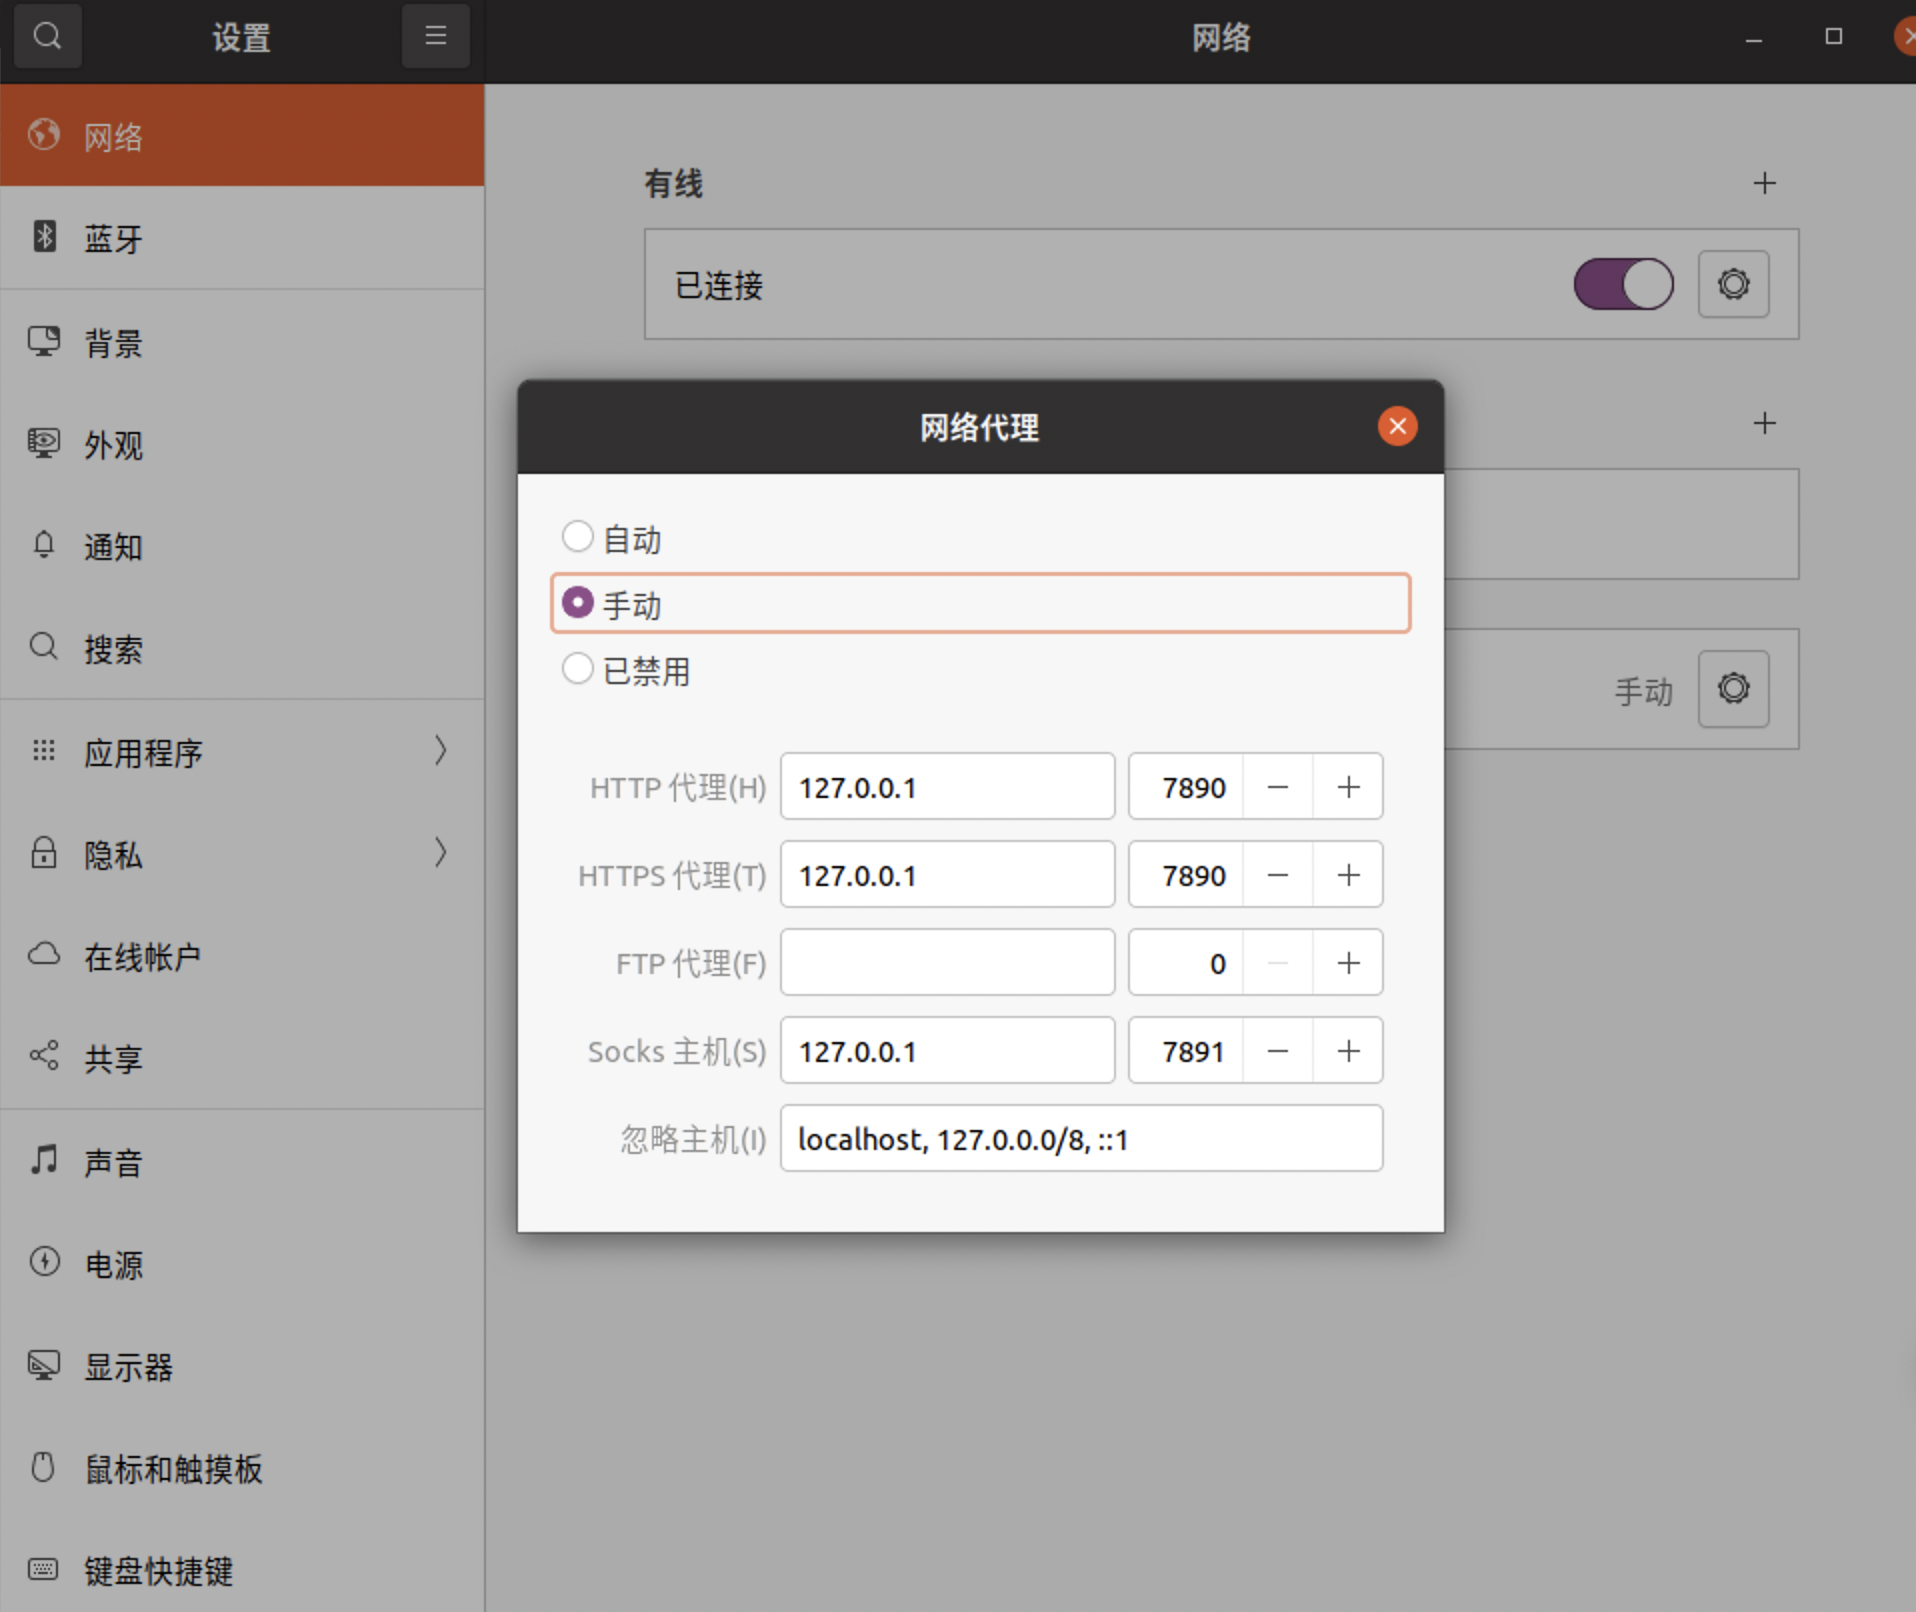 设置
网络
网络
蓝牙
背景
外观
通知
搜索
应用程序
隐私
在线帐户
共享
声音
电源
显示器
鼠标和触摸板
键盘快捷键
有线
已连接
手动
网络代理
自动
手动
已禁用
HTTP 代理(H) 127.0.0.1 7890
HTTPS 代理(T) 127.0.0.1 7890
FTP 代理(F) 0
Socks 主机(S) 127.0.0.1 7891
忽略主机(I) localhost, 127.0.0.0/8, ::1